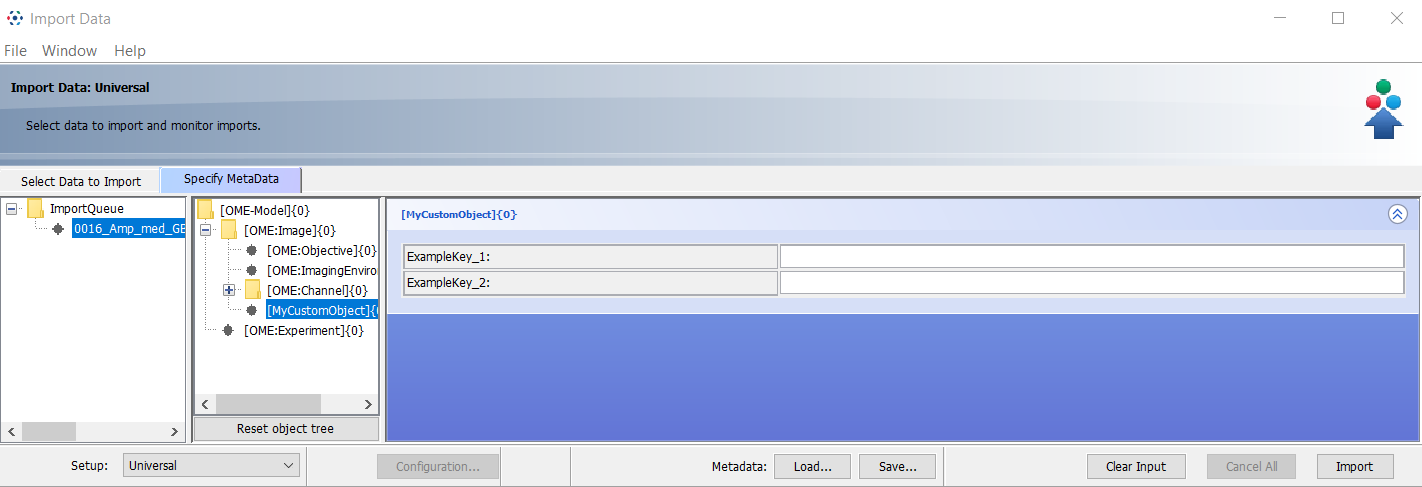 Import Data
File Window Help
Import Data: Universal
Select data to import and monitor imports.
Select Data to Import Specify MetaData
ImportQueue
0016_Amp_med_GE
[OME-Model]{0}
[OME:Image]{0}
[OME:Objective]{0}
[OME:ImagingEnviro
[OME:Channel]{0}
[MyCustomObject]{0
[OME:Experiment]{0}
Reset object tree
[MyCustomObject]{0}
ExampleKey_1:
ExampleKey_2:
Setup: Universal Configuration... Metadata: Load... Save... Clear Input Cancel All Import